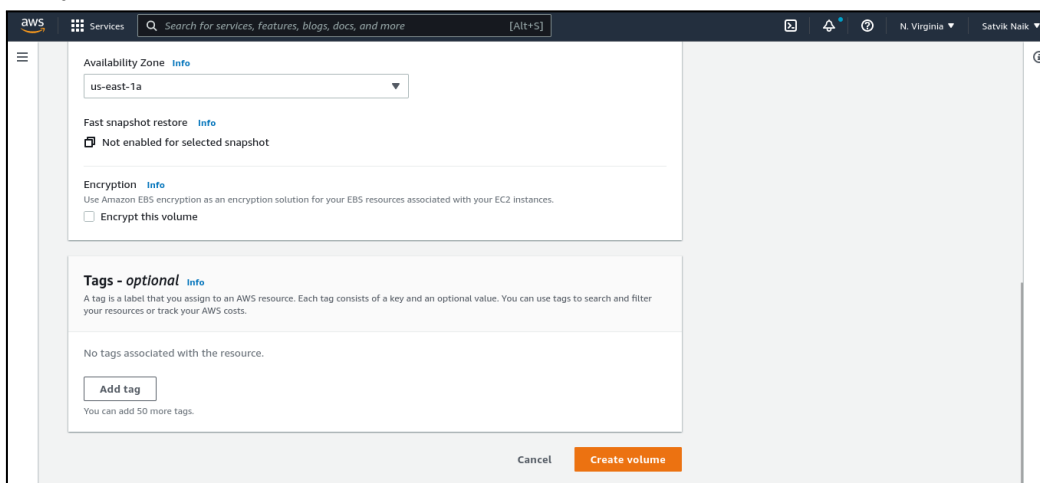 aws Services Search for services, features, blogs, docs, and more [Alt+S] N. Virginia ▼ Satvik Naik ▼
Availability Zone Info
us-east-1a
Fast snapshot restore Info
Not enabled for selected snapshot
Encryption Info
Use Amazon EBS encryption as an encryption solution for your EBS resources associated with your EC2 instances.
Encrypt this volume
Tags - optional Info
A tag is a label that you assign to an AWS resource. Each tag consists of a key and an optional value. You can use tags to search and filter
your resources or track your AWS costs.
No tags associated with the resource.
Add tag
You can add 50 more tags.
Cancel Create volume